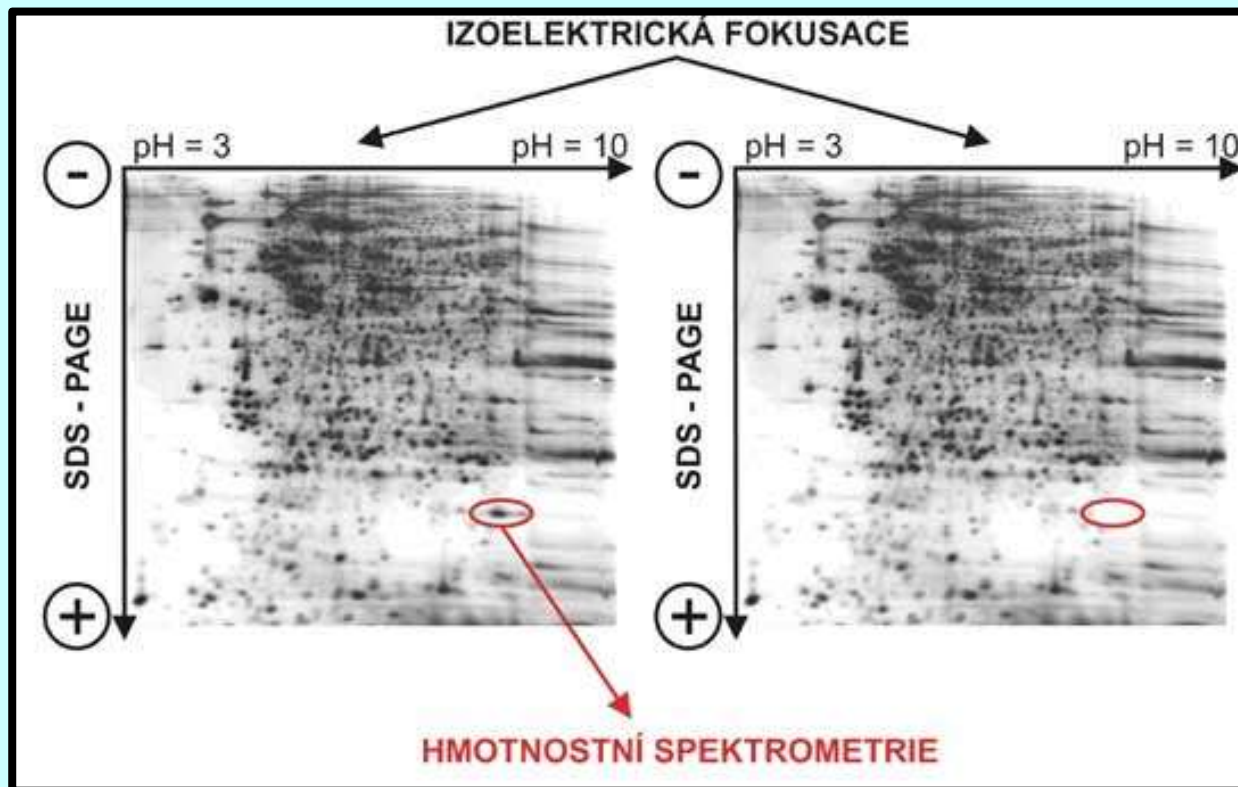 IZOELEKTRICKÁ FOKUSACE
pH = 3
pH = 10
pH = 3
pH = 10
-
-
SDS - PAGE
SDS - PAGE
+
+
HMOTNOSTNÍ SPEKTROMETRIE